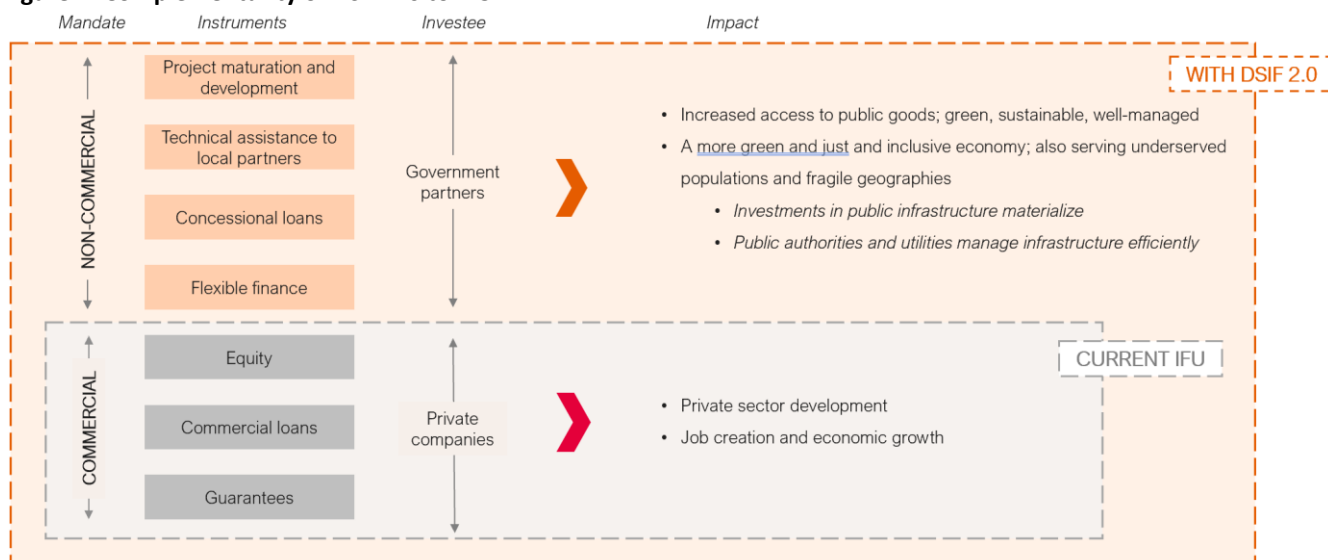 Figure Complementarity of
Mandate Instruments Investee Impact
WITH DSIF 2.0
NON-COMMERCIAL
Project maturation and
development
Technical assistance to
local partners
Concessional loans
Flexible finance
Government
partners
• Increased access to public goods; green, sustainable, well-managed
• A more green and just and inclusive economy; also serving underserved
populations and fragile geographies
• Investments in public infrastructure materialize
• Public authorities and utilities manage infrastructure efficiently
CURRENT IFU
COMMERCIAL
Equity
Commercial loans
Guarantees
Private
companies
• Private sector development
• Job creation and economic growth